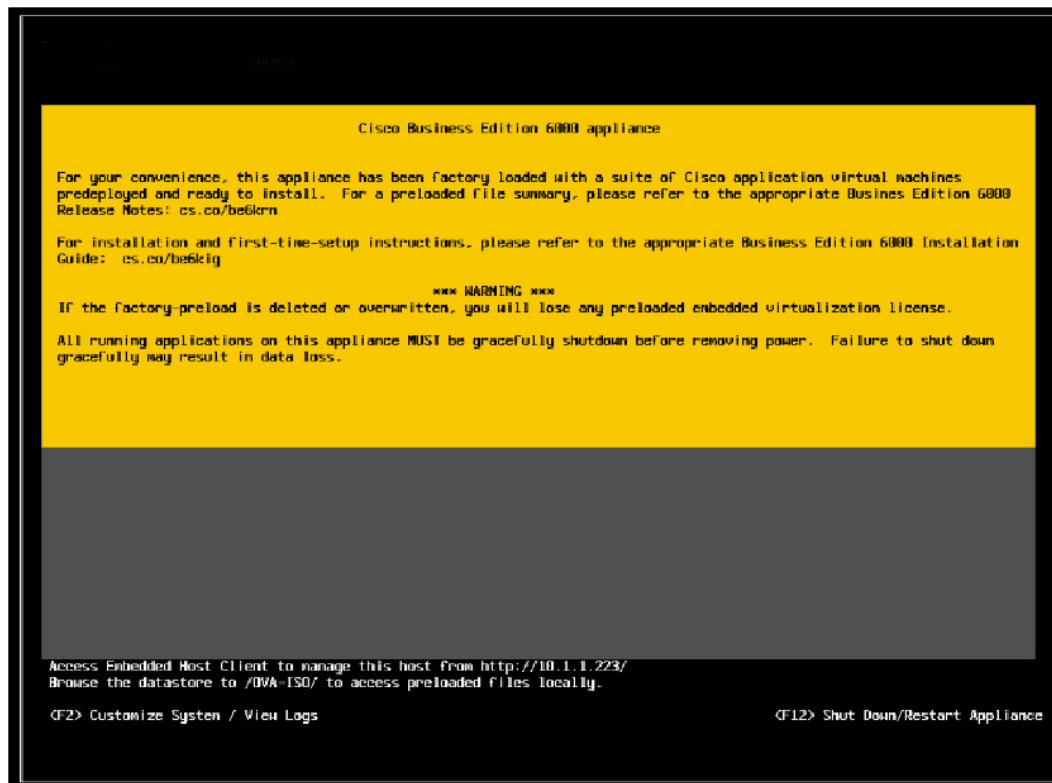 Cisco Business Edition 6000 appliance
For your convenience, this appliance has been factory loaded with a suite of Cisco application virtual machines
predeployed and ready to install. For a preloaded file summary, please refer to the appropriate Busines Edition 6000
Release Notes: cs.co/be6krn
For installation and first-time-setup instructions, please refer to the appropriate Business Edition 6000 Installation
Guide: cs.co/be6kig
*** WARNING ***
If the factory-preload is deleted or overwritten, you will lose any preloaded embedded virtualization license.
All running applications on this appliance MUST be gracefully shutdown before removing power. Failure to shut down
gracefully may result in data loss.
Access Embedded Host Client to manage this host from http://10.1.1.223/
Browse the datastore to /OVA-ISO/ to access preloaded files locally.
<F2> Customize System / View Logs
<F12> Shut Down/Restart Appliance